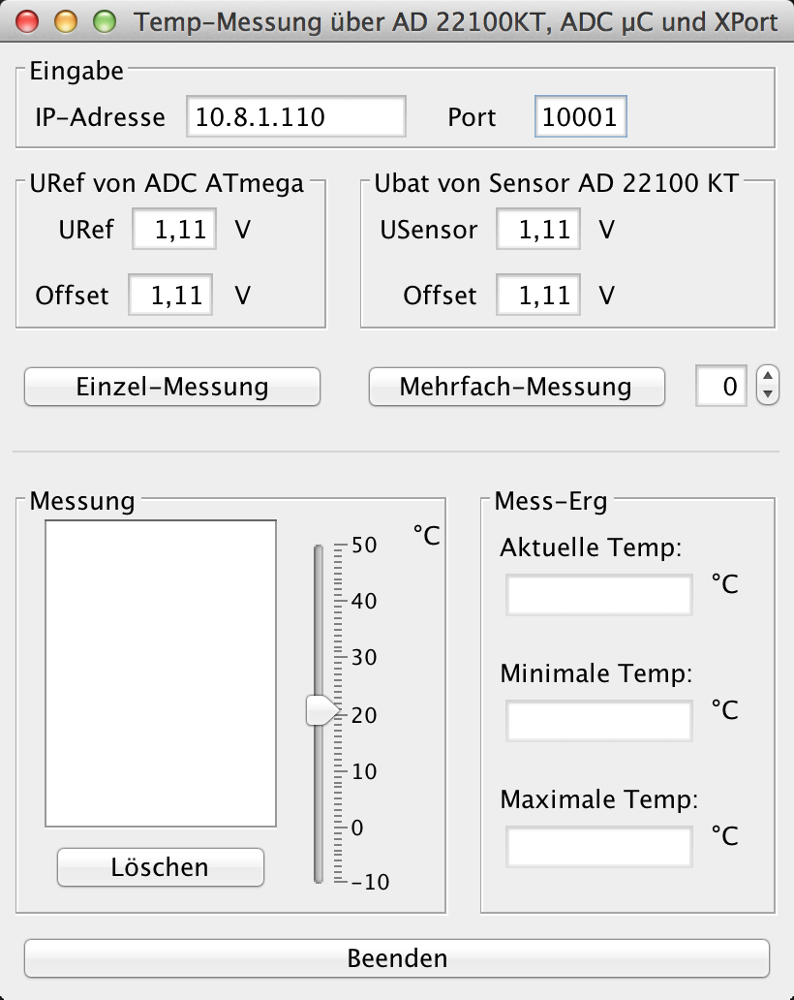 Temp-Messung über AD 22100KT, ADC µC und XPort
Eingabe
IP-Adresse 10.8.1.110 Port 10001
URef von ADC ATmega
URef 1,11 V
Offset 1,11 V
Ubat von Sensor AD 22100 KT
USensor 1,11 V
Offset 1,11 V
Einzel-Messung Mehrfach-Messung 0
Messung
°C
50
40
30
20
10
0
-10
Löschen
Mess-Erg
Aktuelle Temp:
°C
Minimale Temp:
°C
Maximale Temp:
°C
Beenden